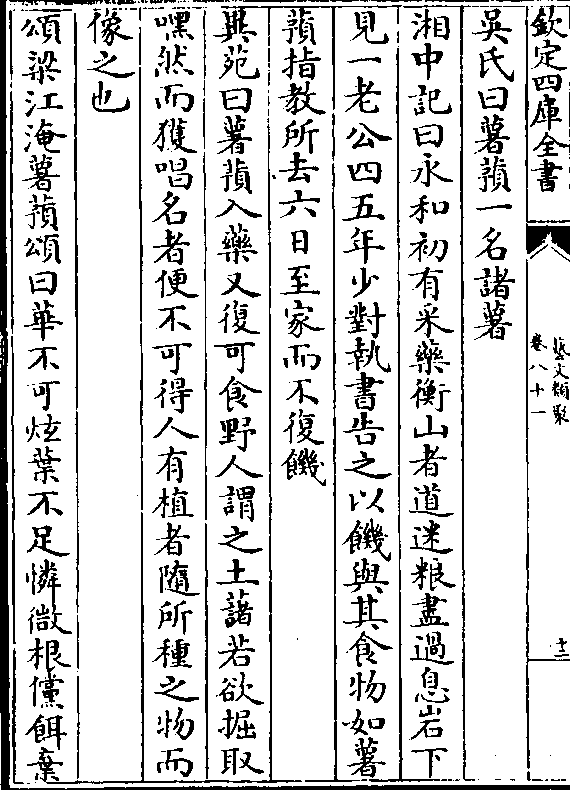 欽定四庫全書
藝文類聚
卷八十一
十二
吳氏曰薯蕷一名諸薯
湘中記曰永和初有采藥衡山者道迷粮盡過息岩下
見一老公四五年少對執書告之以饑與其食物如薯
蕷指教所去六日至家而不復饑
異苑曰薯蕷入藥又復可食野人謂之土藷若欲掘取
嘿然而獲唱名者便不可得人有植者隨所種之物而
像之也
頌梁江淹薯蕷頌曰華不可炫葉不足憐㣲根儻餌棄